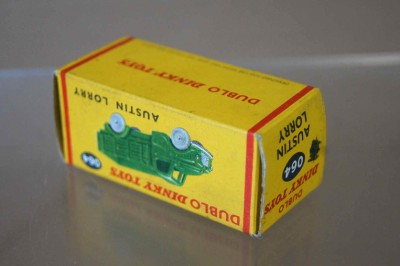 DUBLO DINKY TOYS
AUSTIN LORRY
064
DUBLO DINKY TOYS
AUSTIN
LORRY
064
DUBLO
DINKY TOYS